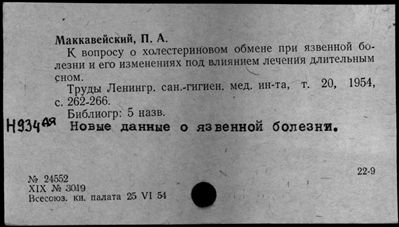 Маккавейский, П. А.
К вопросу о холестериновом обмене при язвенной бо-
лезни и его изменениях под влиянием лечения длительным
сном.
Труды Ленингр. сан.-гигиен. мед. ин-та, т. 20, 1954,
с. 262-266.
Библиогр: 5 назв.
Н934дя Новые данные о язвенной болезни.
№ 24552
22-9
XIX № 3019
Всесоюз. кн. палата 25 VI 54